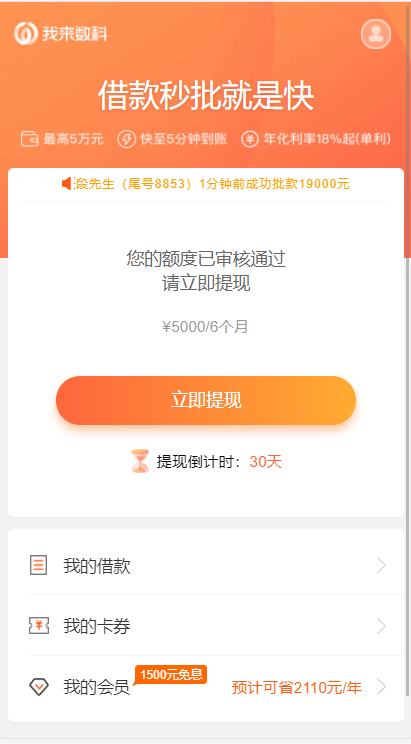 我来数科
借款秒批就是快
最高5万元 快至5分钟到账 年化利率18%起(单利)
段先生（尾号8853）1分钟前成功批款19000元
您的额度已审核通过
请立即提现
¥5000/6个月
立即提现
提现倒计时：30天
我的借款
我的卡券
我的会员 1500元免息 预计可省2110元/年